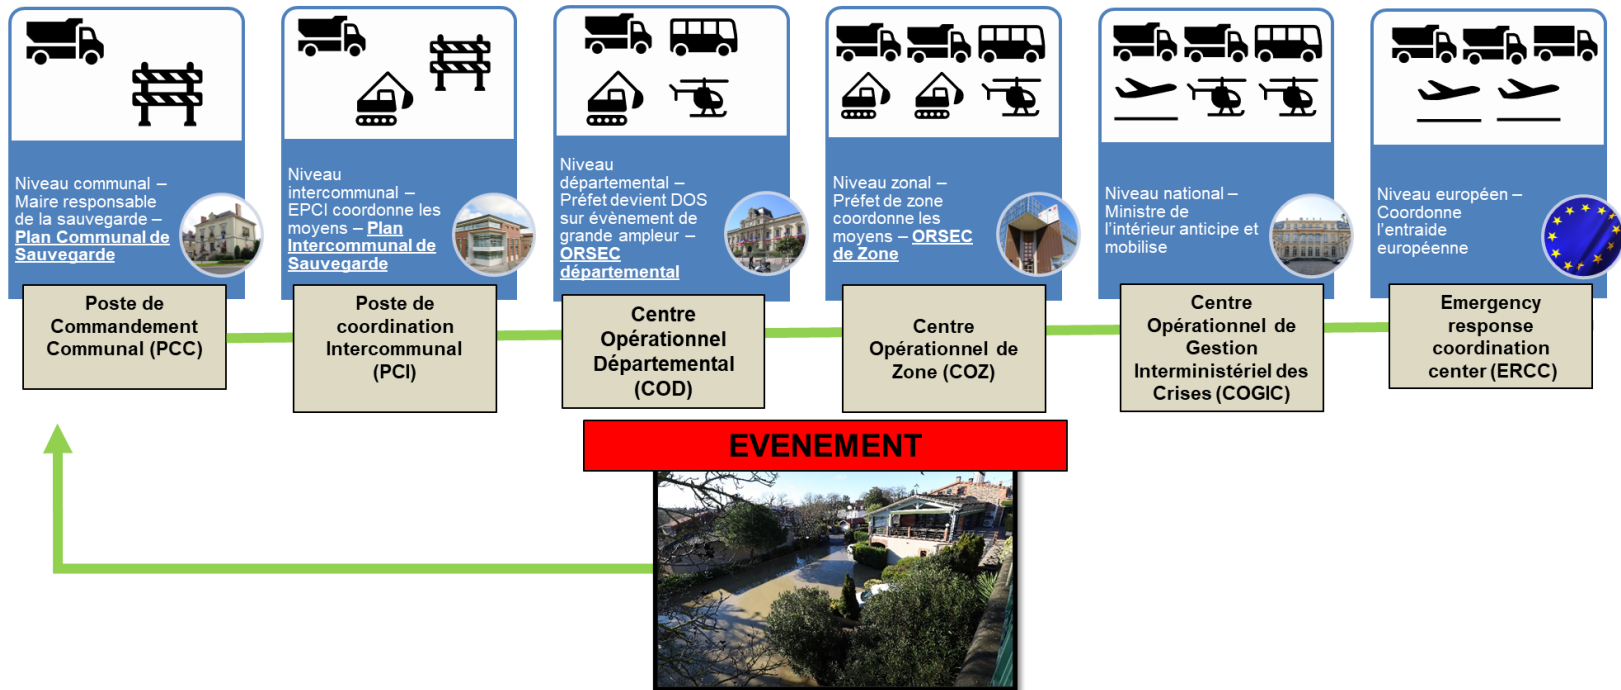 Niveau communal –
Maire responsable
de la sauvegarde –
Plan Communal de
Sauvegarde
Niveau
intercommunal –
EPCI coordonne les
moyens – Plan
Intercommunal de
Sauvegarde
Niveau
départemental –
Préfet devient DOS
sur évènement de
grande ampleur –
ORSEC
départemental
Niveau zonal –
Préfet de zone
coordonne les
moyens – ORSEC
de Zone
Niveau national –
Ministre de
l'intérieur anticipe et
mobilise
Niveau européen –
Coordonne
l'entraide
européenne
Poste de
Commandement
Communal (PCC)
Poste de
coordination
Intercommunal
(PCI)
Centre
Opérationnel
Départemental
(COD)
Centre
Opérationnel de
Zone (COZ)
Centre
Opérationnel de
Gestion
Interministériel des
Crises (COGIC)
Emergency
response
coordination
center (ERCC)
EVENEMENT